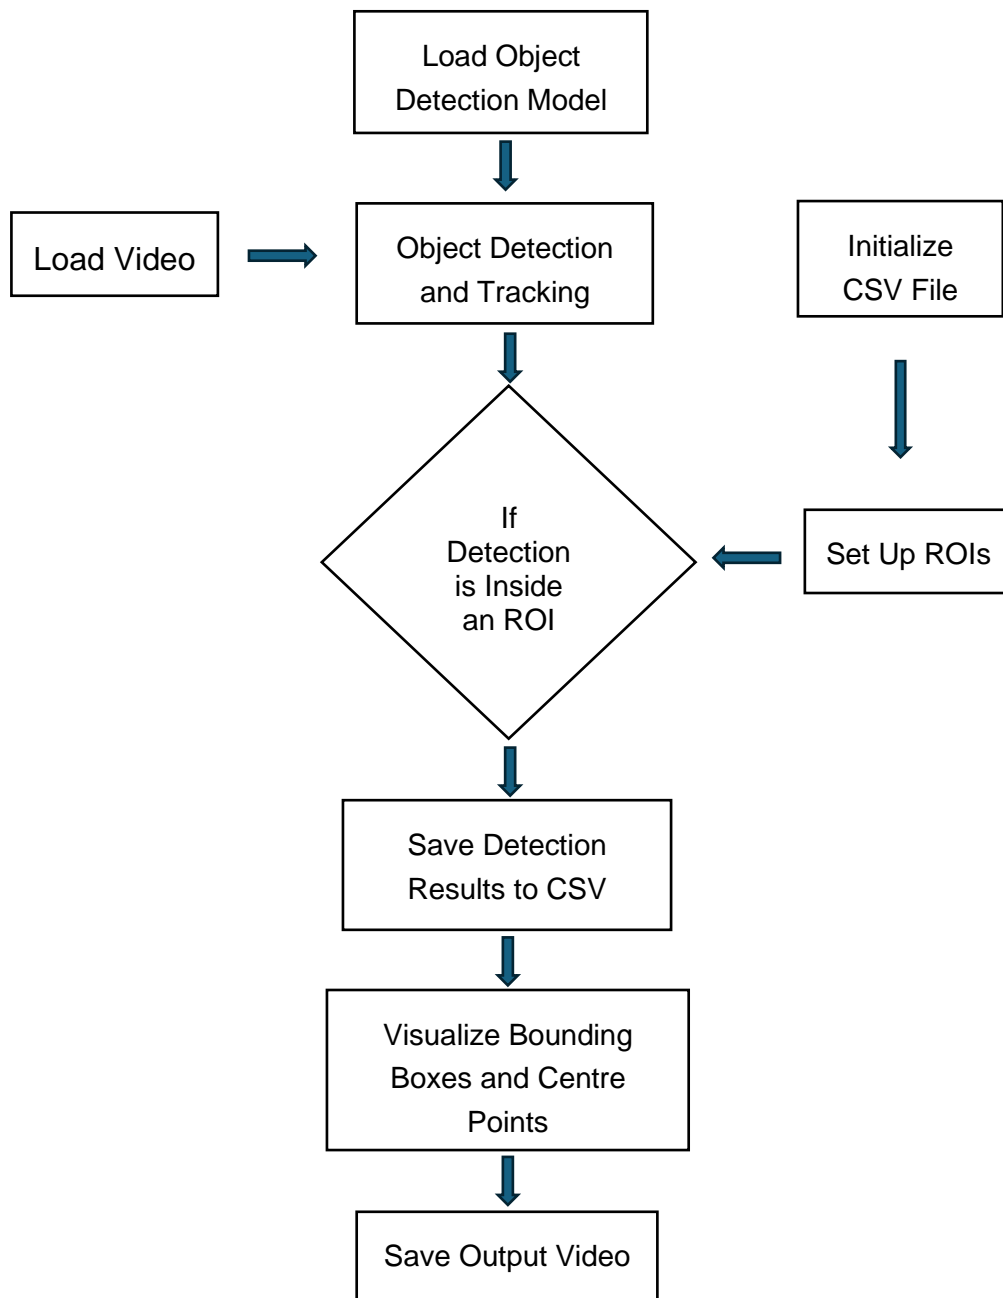 Load Object
Detection Model
Load Video
Object Detection
and Tracking
Initialize
CSV File
If
Detection
is Inside
an ROI
Set Up ROIs
Save Detection
Results to CSV
Visualize Bounding
Boxes and Centre
Points
Save Output Video